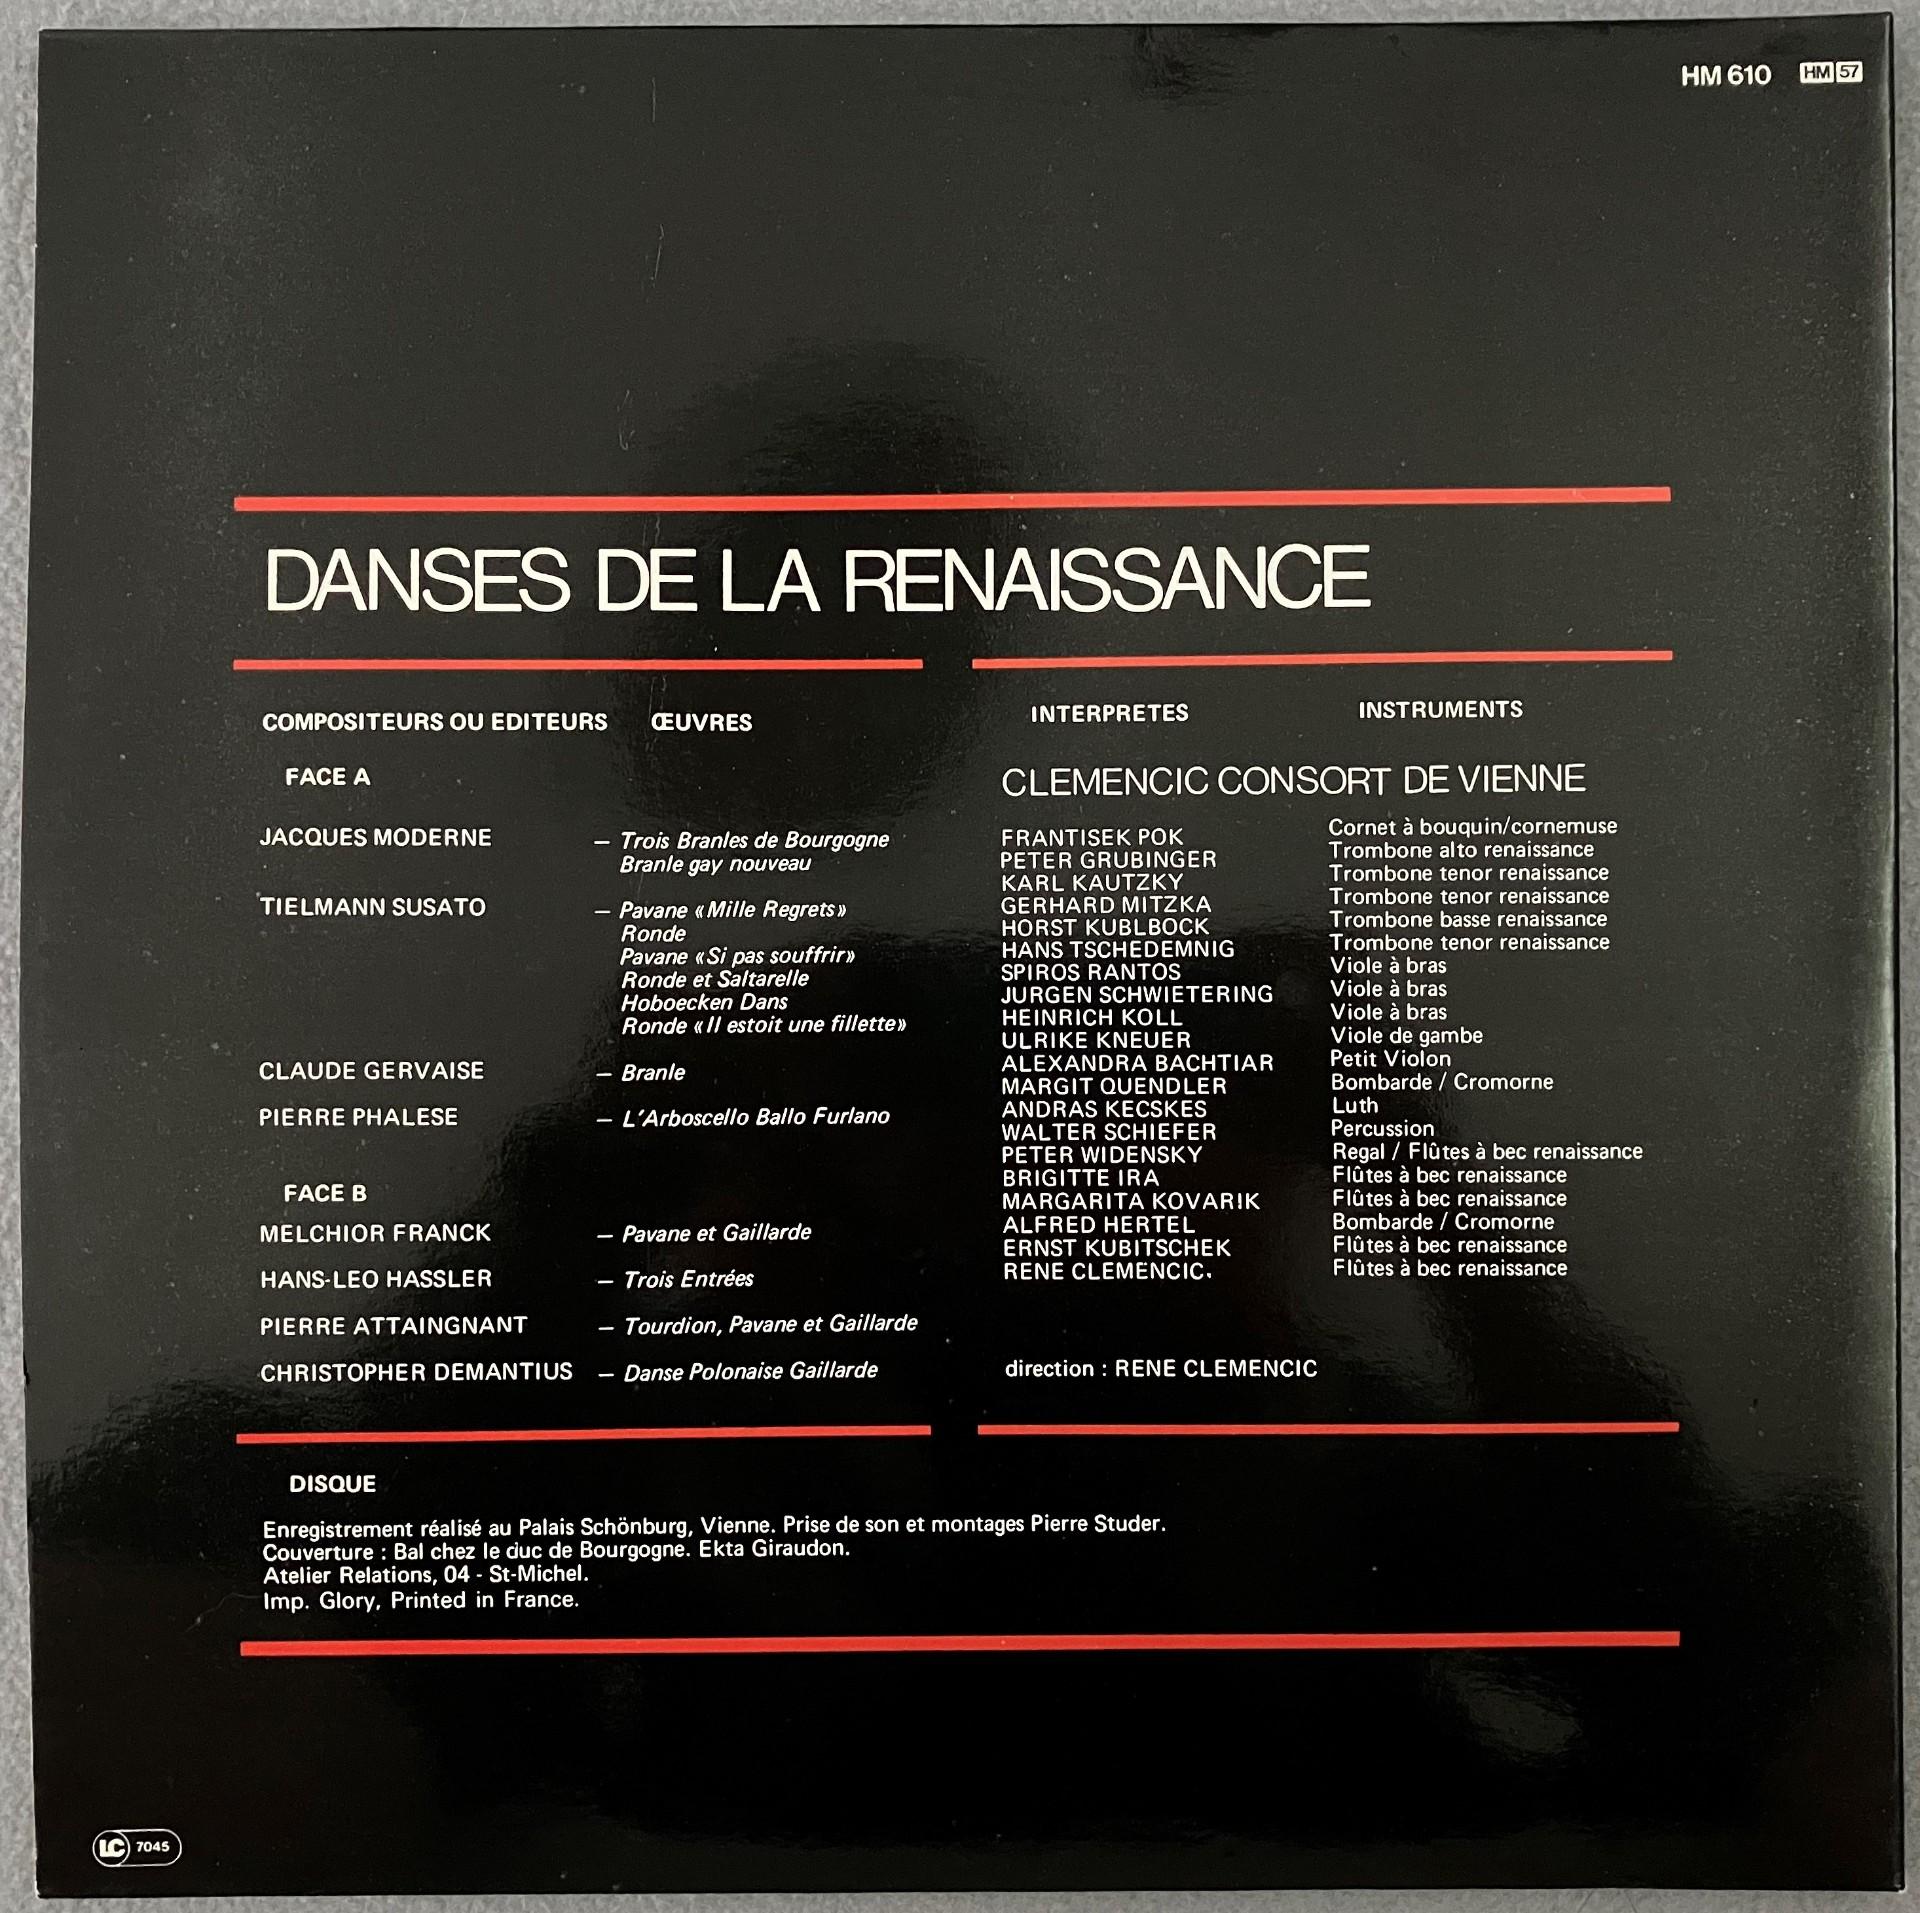 HM 610 HM 57
DANSES DE LA RENAISSANCE
COMPOSITEURS OU EDITEURS ŒUVRES
FACE A
JACQUES MODERNE – Trois Branles de Bourgogne
Branle gay nouveau
TIELMANN SUSATO – Pavane «Mille Regrets»
Ronde
Pavane «Si pas souffrir»
Ronde et Saltarelle
Hoboecken Dans
Ronde «Il estoit une fillette»
CLAUDE GERVAISE – Branle
PIERRE PHALESE – L'Arboscello Ballo Furlano
FACE B
MELCHIOR FRANCK – Pavane et Gaillarde
HANS-LEO HASSLER – Trois Entrées
PIERRE ATTAINGNANT – Tourdion, Pavane et Gaillarde
CHRISTOPHER DEMANTIUS – Danse Polonaise Gaillarde
INTERPRETES INSTRUMENTS
CLEMENCIC CONSORT DE VIENNE
FRANTISEK POK Cornet à bouquin/cornemuse
PETER GRUBINGER Trombone alto renaissance
KARL KAUTZKY Trombone tenor renaissance
GERHARD MITZKA Trombone tenor renaissance
HORST KUBLBOCK Trombone basse renaissance
HANS TSCHEDEMNIG Trombone tenor renaissance
SPIROS RANTOS Viole à bras
JURGEN SCHWIETERING Viole à bras
HEINRICH KOLL Viole à bras
ULRIKE KNEUER Viole de gambe
ALEXANDRA BACHTIAR Petit Violon
MARGIT QUENDLER Bombarde / Cromorne
ANDRAS KECSKES Luth
WALTER SCHIEFER Percussion
PETER WIDENSKY Regal / Flûtes à bec renaissance
BRIGITTE IRA Flûtes à bec renaissance
MARGARITA KOVARIK Flûtes à bec renaissance
ALFRED HERTEL Bombarde / Cromorne
ERNST KUBITSCHEK Flûtes à bec renaissance
RENE CLEMENCIC. Flûtes à bec renaissance
direction : RENE CLEMENCIC
DISQUE
Enregistrement réalisé au Palais Schönburg, Vienne. Prise de son et montages Pierre Studer.
Couverture : Bal chez le duc de Bourgogne. Ekta Giraudon.
Atelier Relations, 04 - St-Michel.
Imp. Glory, Printed in France.
LC 7045